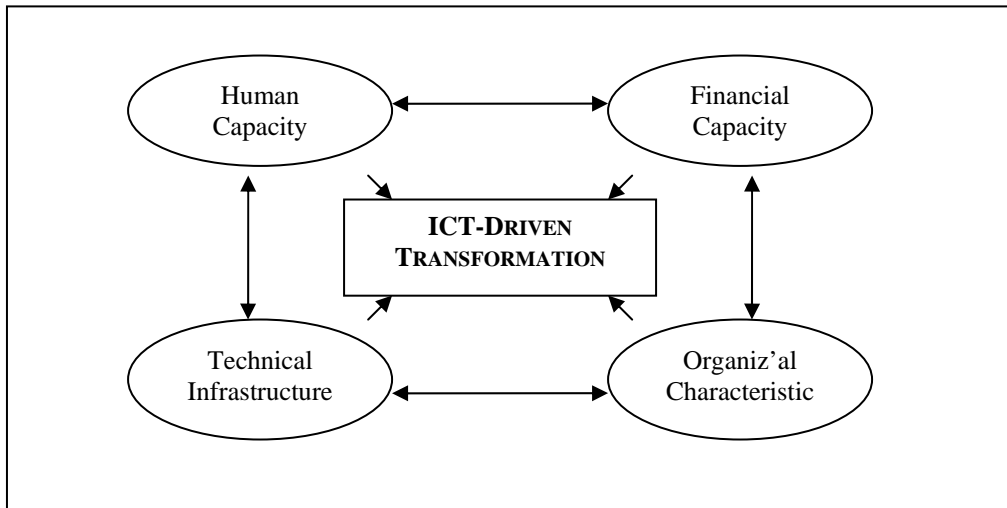 Human
Capacity
Financial
Capacity
ICT-DRIVEN
TRANSFORMATION
Technical
Infrastructure
Organiz’al
Characteristic